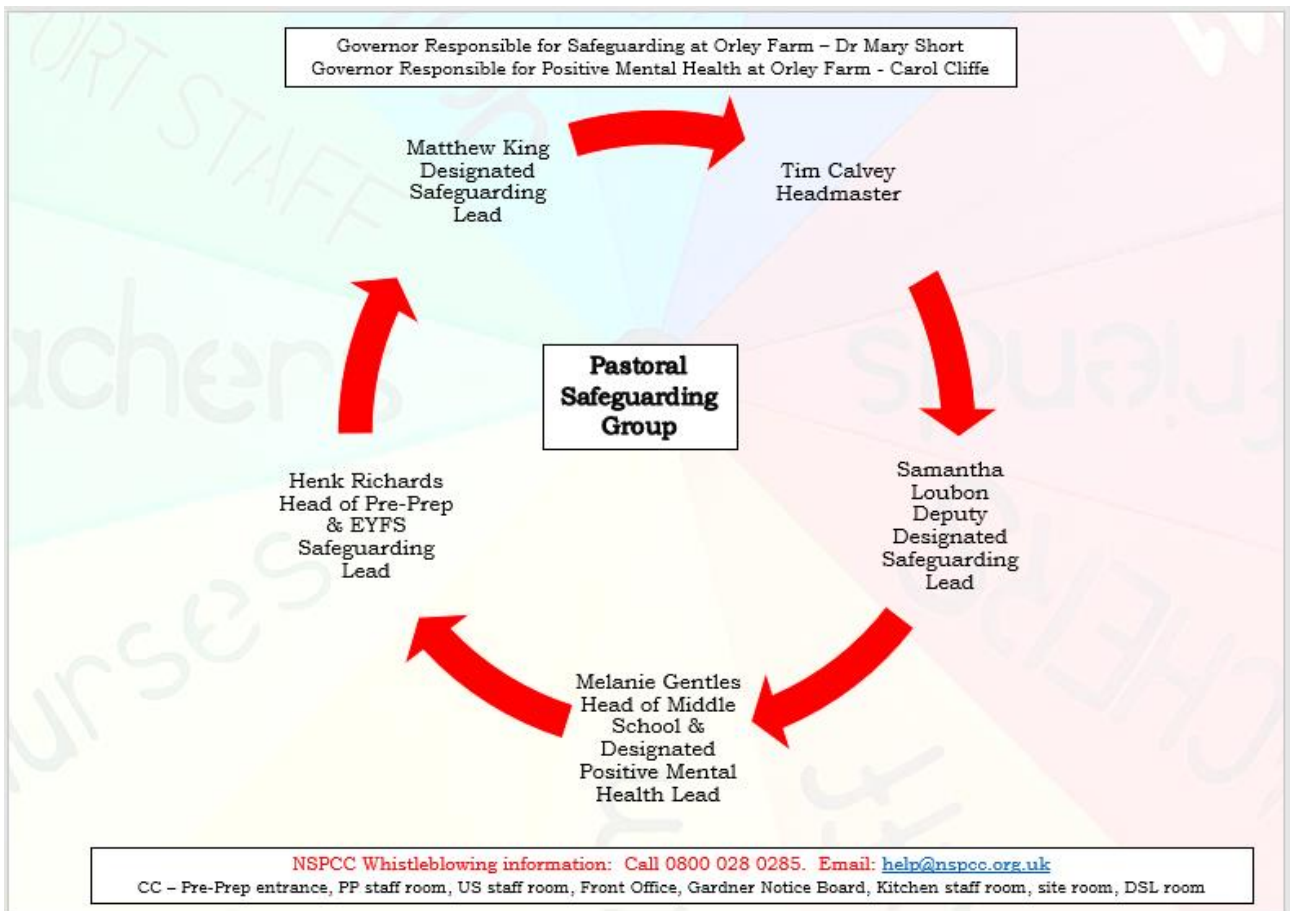 Governor Responsible for Safeguarding at Orley Farm – Dr Mary Short
Governor Responsible for Positive Mental Health at Orley Farm - Carol Cliffe
Matthew King
Designated
Safeguarding
Lead
Tim Calvey
Headmaster
Pastoral
Safeguarding
Group
Samantha
Loubon
Deputy
Designated
Safeguarding
Lead
Henk Richards
Head of Pre-Prep
& EYFS
Safeguarding
Lead
Melanie Gentles
Head of Middle
School &
Designated
Positive Mental
Health Lead
NSPCC Whistleblowing information: Call 0800 028 0285. Email: help@nspcc.org.uk
CC – Pre-Prep entrance, PP staff room, US staff room, Front Office, Gardner Notice Board, Kitchen staff room, site room, DSL room
STAFF
friends